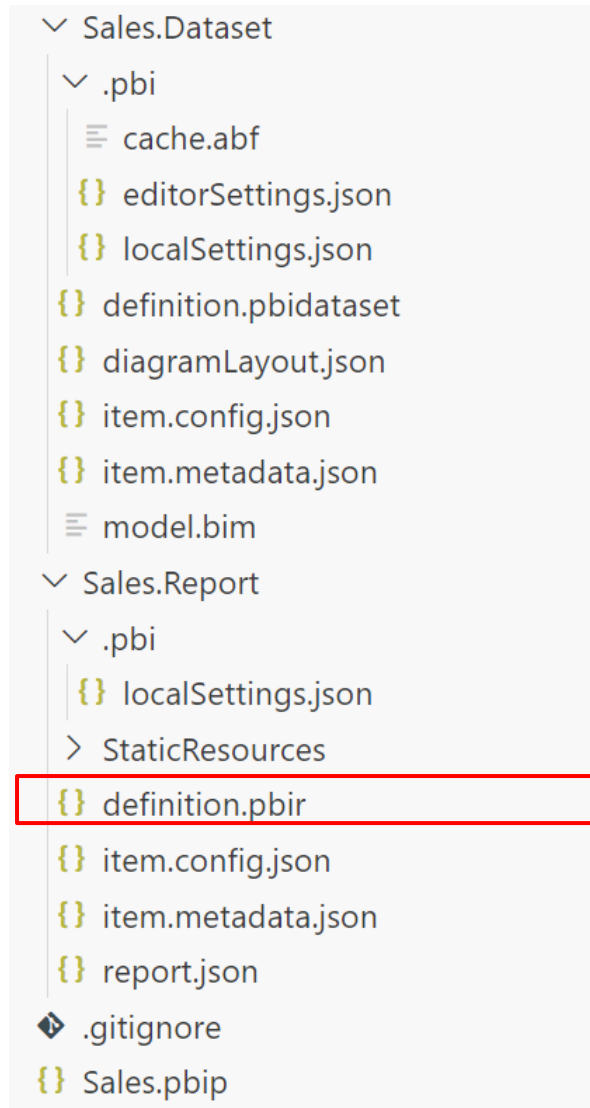 Sales.Dataset
.pbi
cache.abf
{} editorSettings.json
{} localSettings.json
{} definition.pbidataset
{} diagramLayout.json
{} item.config.json
{} item.metadata.json
model.bim
Sales.Report
.pbi
{} localSettings.json
StaticResources
{} definition.pbir
{} item.config.json
{} item.metadata.json
{} report.json
.gitignore
{} Sales.pbip